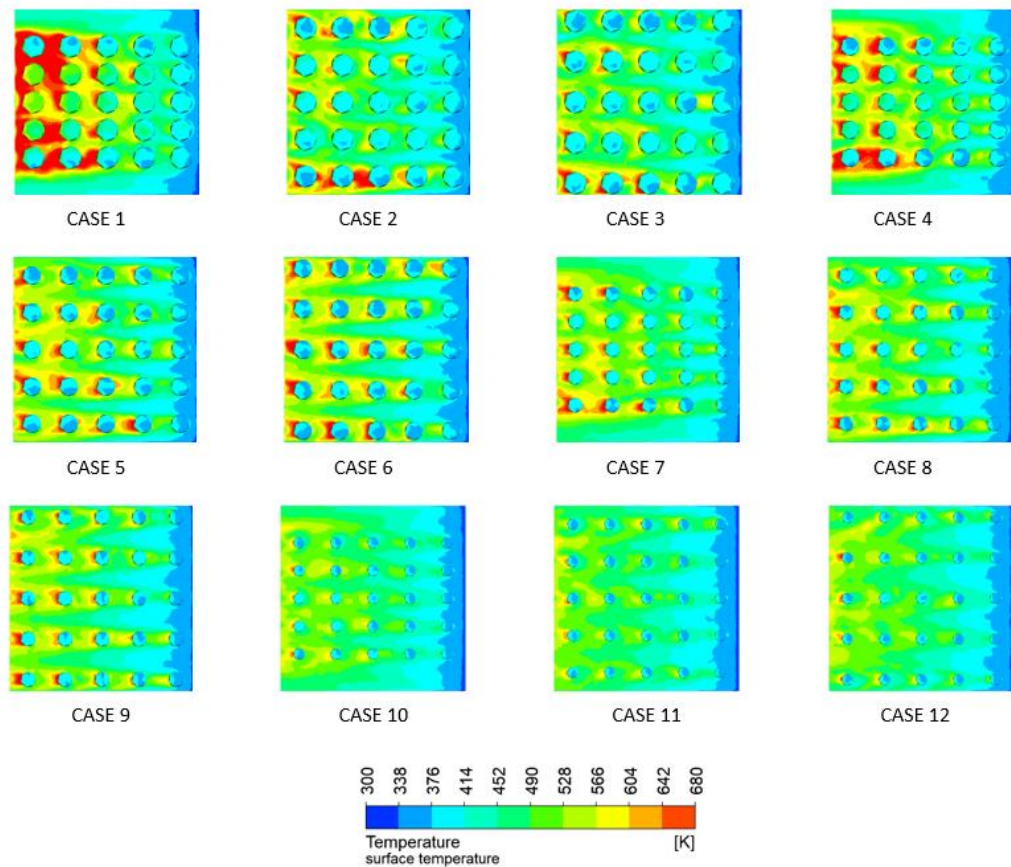 CASE 1
CASE 2
CASE 3
CASE 4
CASE 5
CASE 6
CASE 7
CASE 8
CASE 9
CASE 10
CASE 11
CASE 12
300 338 376 414 452 490 528 566 604 642 680
Temperature [K]
surface temperature